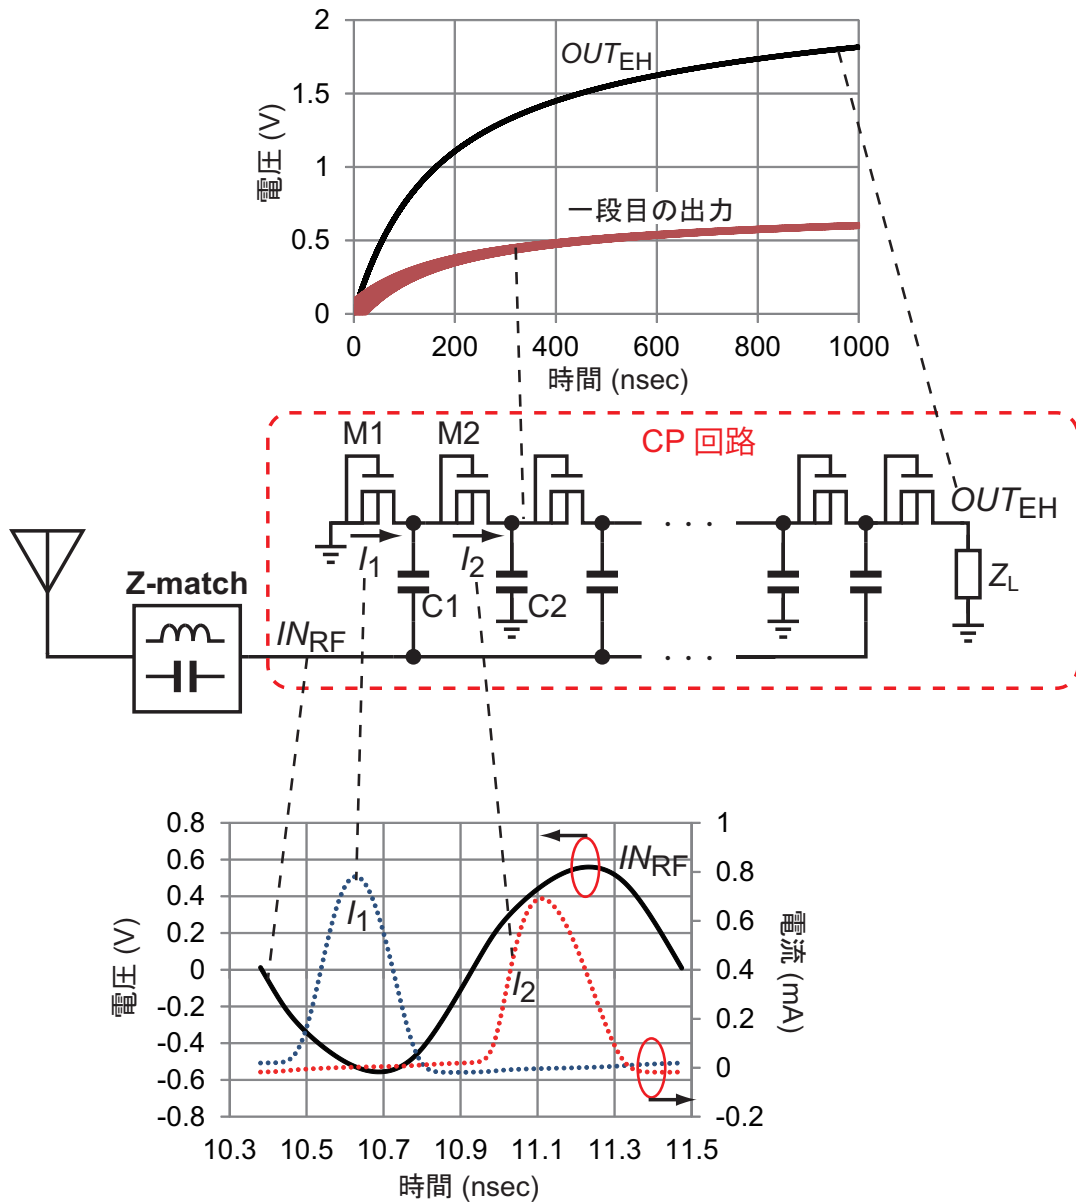 2
1.5
1
0.5
0
電圧 (V)
OUTEH
一段目の出力
0 200 400 600 800 1000
時間 (nsec)
M1 M2 CP 回路
OUTEH
I1 I2
C1 C2 ZL
Z-match
INRF
· · ·
· · ·
0.8
0.6
0.4
0.2
0
-0.2
-0.4
-0.6
-0.8
電圧 (V)
INRF
I1
I2
1
0.8
0.6
0.4
0.2
0
-0.2
電流 (mA)
10.3 10.5 10.7 10.9 11.1 11.3 11.5
時間 (nsec)